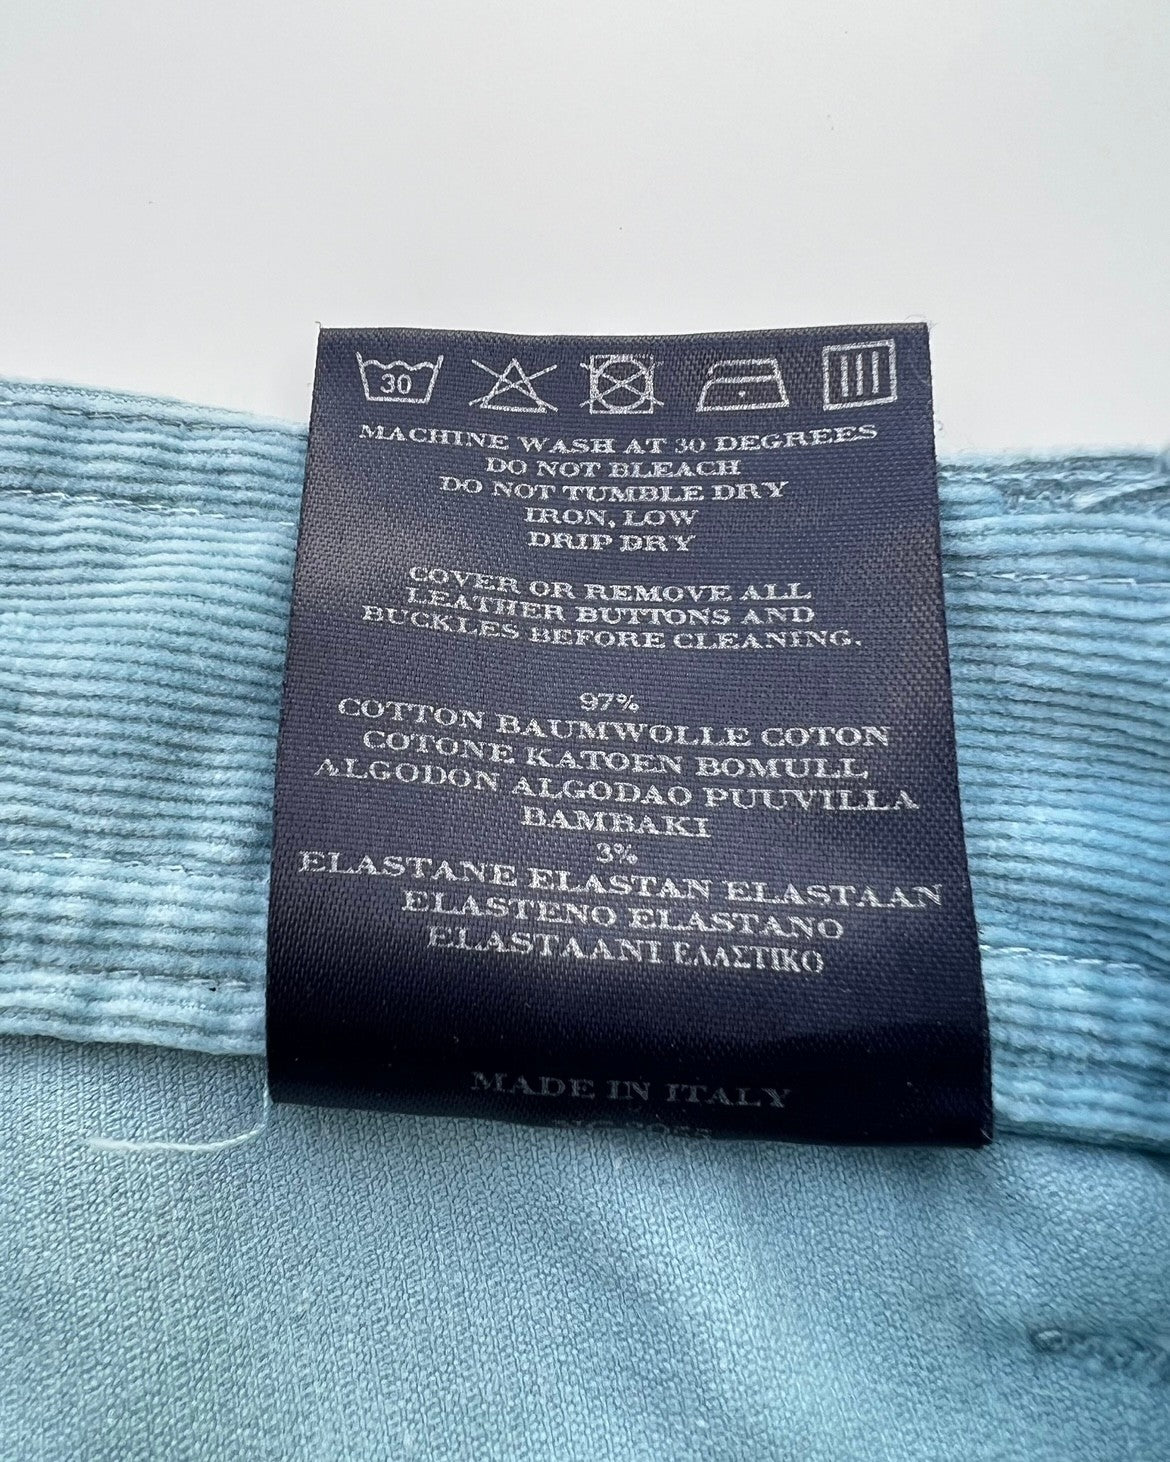 30
MACHINE WASH AT 30 DEGREES
DO NOT BLEACH
DO NOT TUMBLE DRY
IRON, LOW
DRIP DRY
COVER OR REMOVE ALL
LEATHER BUTTONS AND
BUCKLES BEFORE CLEANING.
97%
COTTON BAUMWOLLE COTON
COTONE KATOEN BOMULL
ALGODON ALGODAO PUUVILLA
BAMBAKI
3%
ELASTANE ELASTAN ELASTAAN
ELASTENO ELASTANO
ELASTAANI ΕΛΑΣΤΙΚΟ
MADE IN ITALY